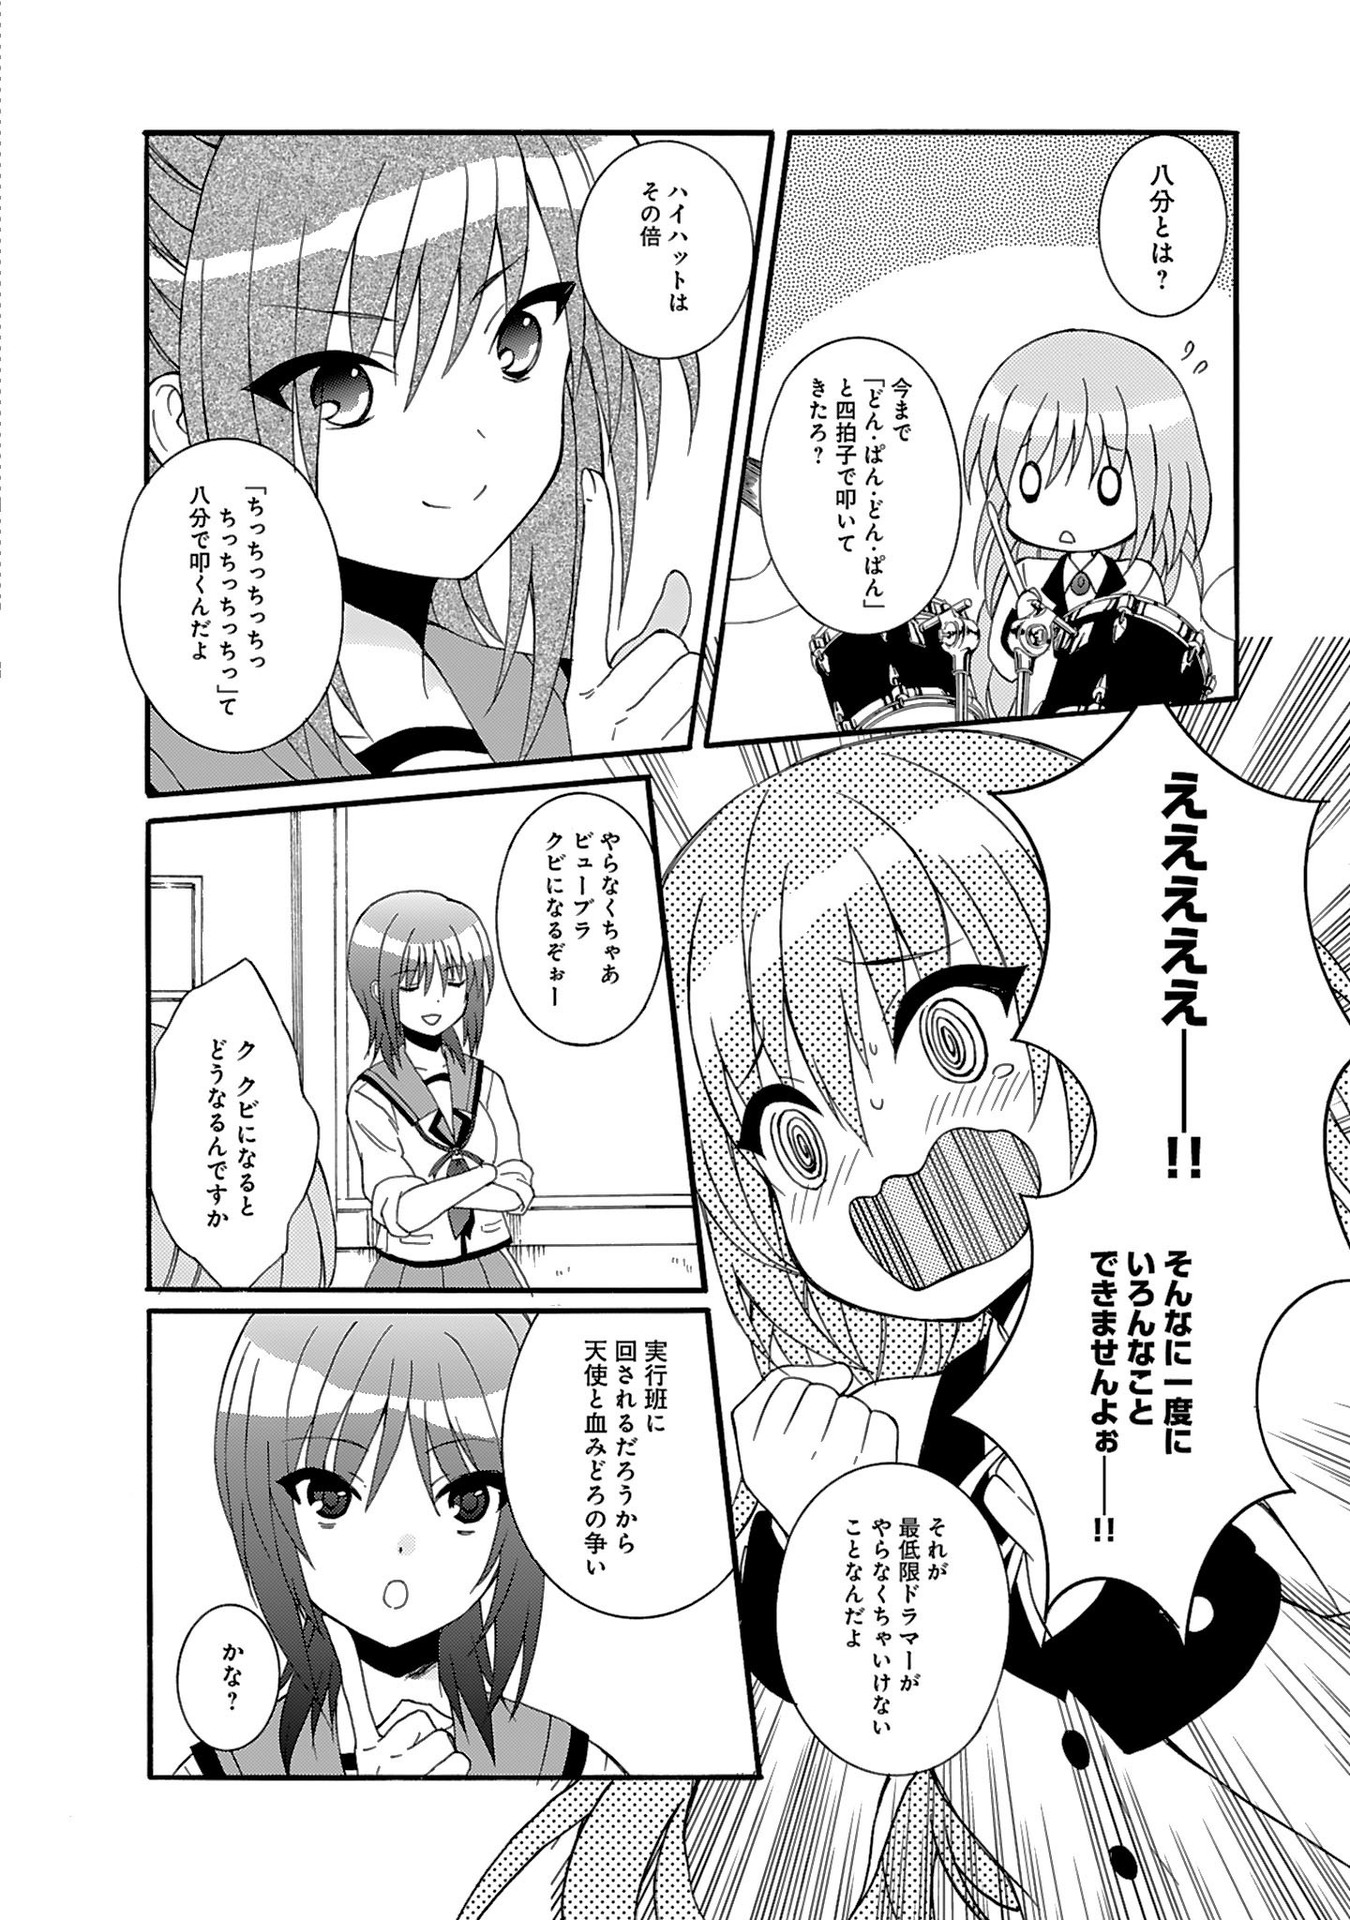 八分とは?
今まで
「どん・ぱん・どん・ぱん」
と四拍子で叩いて
きたろ?
ハイハットは
その倍
「ちっちっちっちっ
ちっちっちっちっ」て
八分で叩くんだよ
えええええ——!!
そんなに一度に
いろんなこと
できませんよぉ——!!
それが
最低限ドラマーが
やらなくちゃいけない
ことなんだよ
やらなくちゃあ
ビューブラ
クビになるぞぉー
ク クビになると
どうなるんですか
実行班に
回されるだろうから
天使と血みどろの争い
かな?